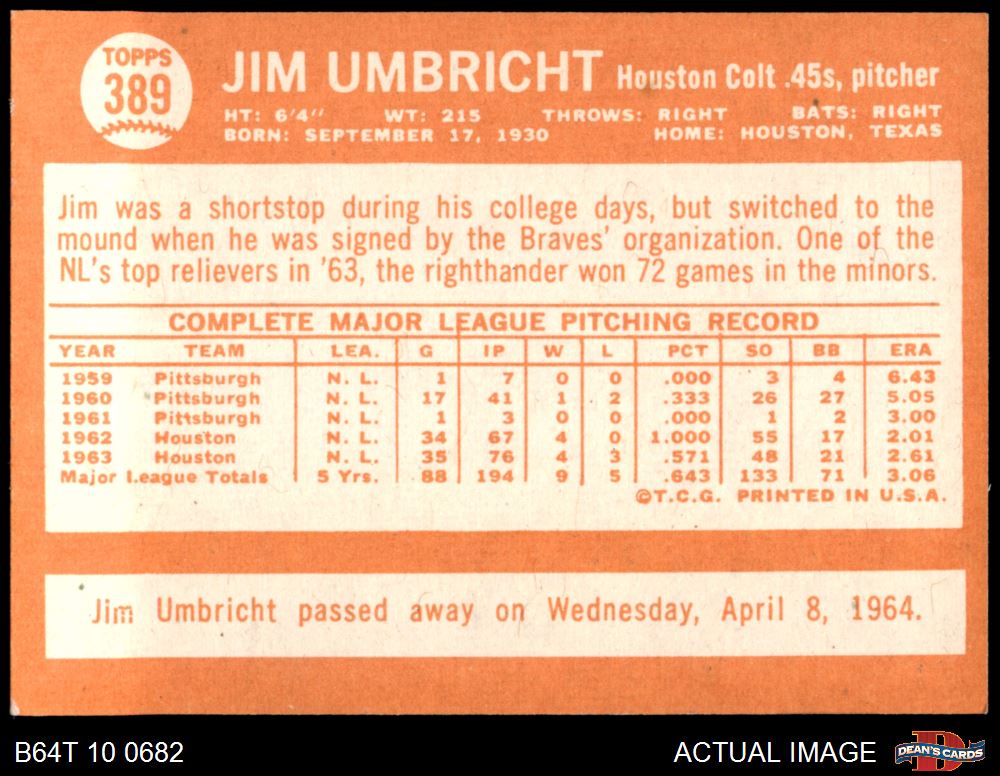 TOPPS
389
JIM UMBRICHT Houston Colt .45s, pitcher
HT: 6'4" WT: 215 THROWS: RIGHT BATS: RIGHT
BORN: SEPTEMBER 17, 1930 HOME: HOUSTON, TEXAS
Jim was a shortstop during his college days, but switched to the
mound when he was signed by the Braves' organization. One of the
NL's top relievers in '63, the righthander won 72 games in the minors.
COMPLETE MAJOR LEAGUE PITCHING RECORD
YEAR TEAM LEA. G IP W L PCT SO BB ERA
1959 Pittsburgh N. L. 1 7 0 0 .000 3 4 6.43
1960 Pittsburgh N. L. 17 41 1 2 .333 26 27 5.05
1961 Pittsburgh N. L. 1 3 0 0 .000 1 2 3.00
1962 Houston N. L. 34 67 4 0 1.000 55 17 2.01
1963 Houston N. L. 35 76 4 3 .571 48 21 2.61
Major League Totals 5 Yrs. 88 194 9 5 .643 133 71 3.06
©T.C.G. PRINTED IN U.S.A.
Jim Umbricht passed away on Wednesday, April 8, 1964.
B64T 10 0682 ACTUAL IMAGE DEAN'S CARDS